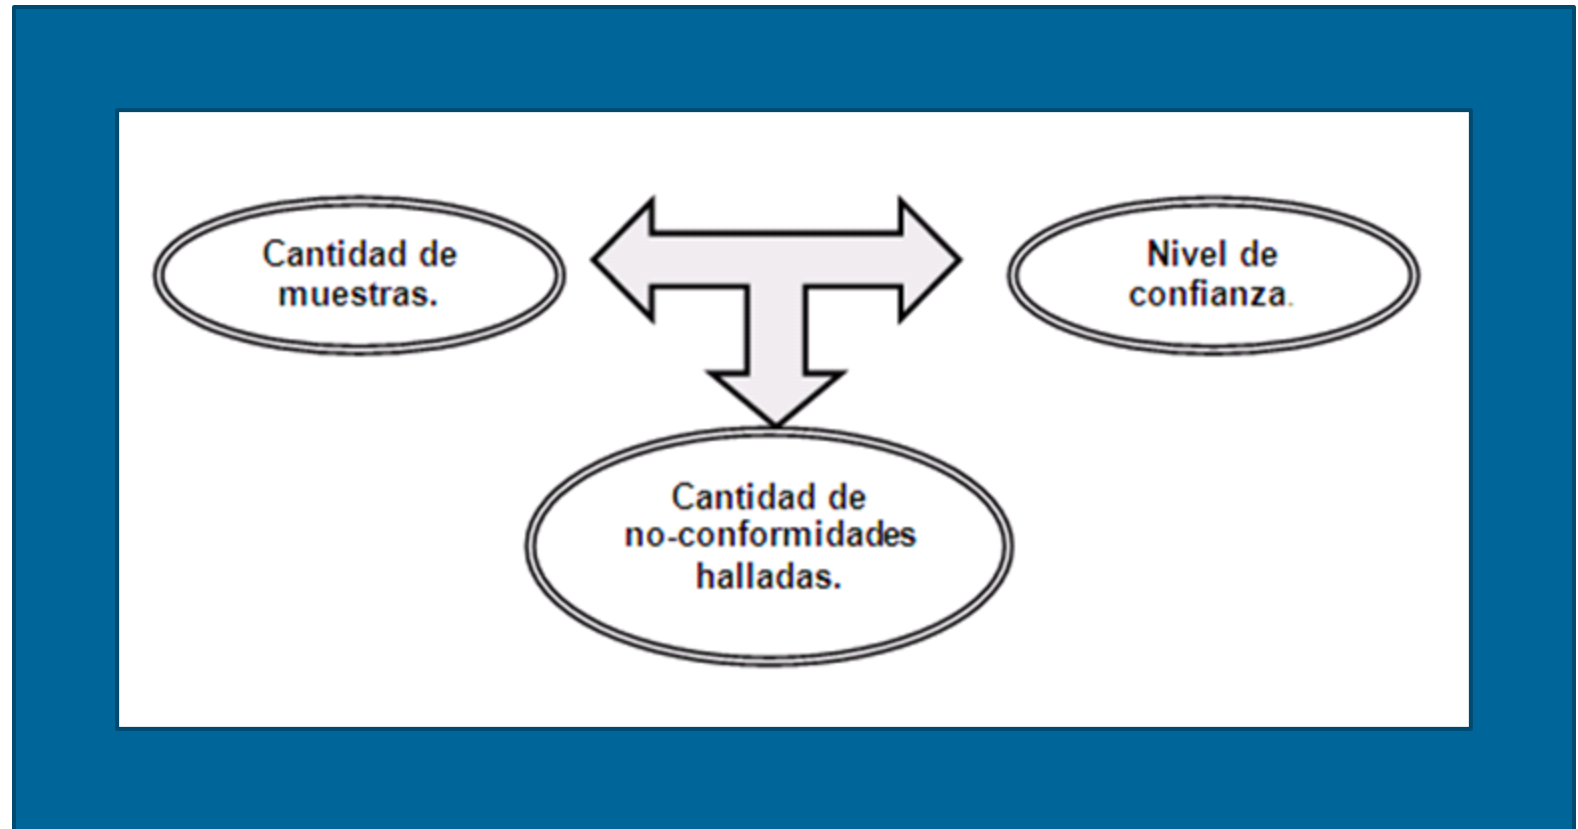 Cantidad de
muestras.
Nivel de
confianza.
Cantidad de
no-conformidades
halladas.